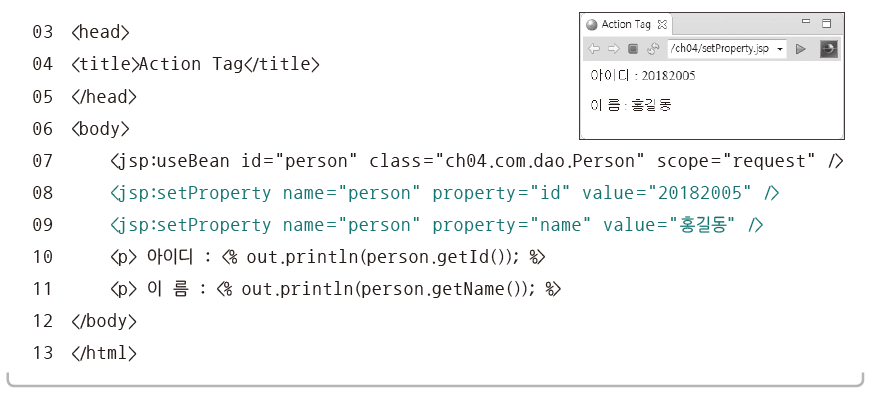 03 <head>
04 <title>Action Tag</title>
05 </head>
06 <body>
07 <jsp:useBean id="person" class="ch04.com.dao.Person" scope="request" />
08 <jsp:setProperty name="person" property="id" value="20182005" />
09 <jsp:setProperty name="person" property="name" value="홍길동" />
10 <p> 아이디 : <% out.println(person.getId()); %>
11 <p> 이 름 : <% out.println(person.getName()); %>
12 </body>
13 </html>
Action Tag
/ch04/setProperty.jsp
아이디 : 20182005
이 름 : 홍길동